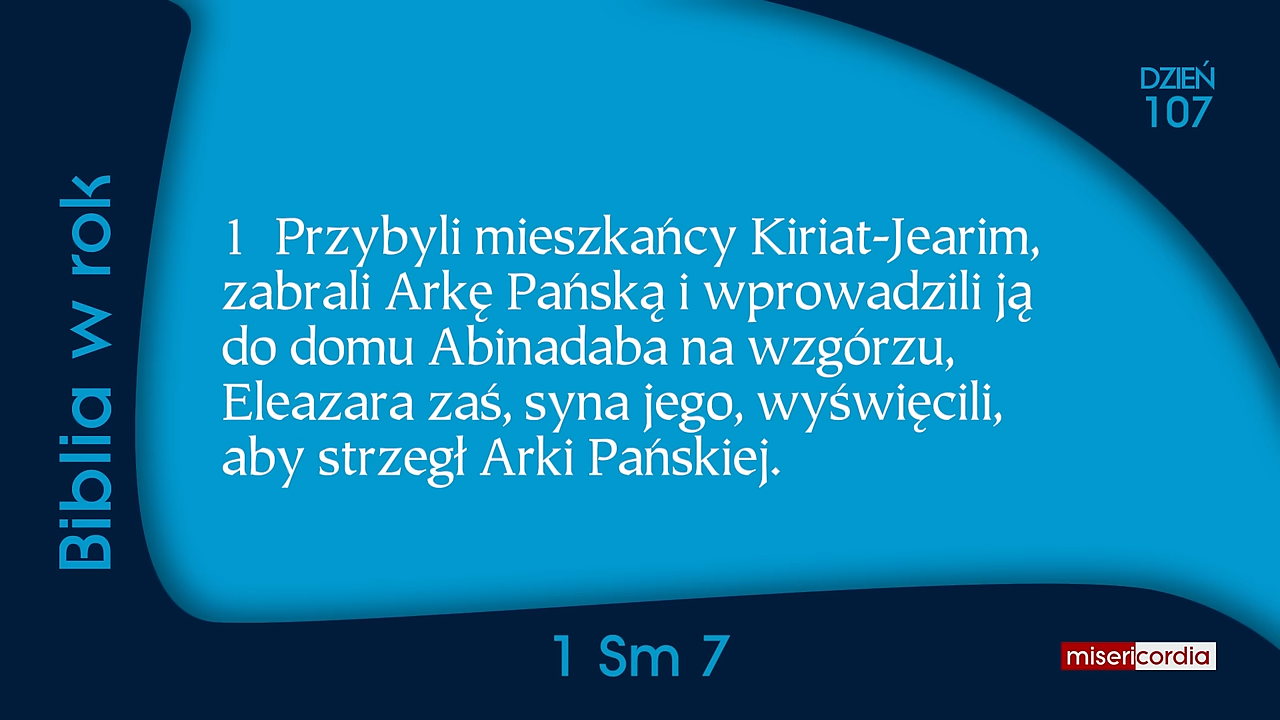 DZIEŃ
107
Biblia w rok
1 Przybyli mieszkańcy Kiriat-Jearim,
zabrali Arkę Pańską i wprowadzili ją
do domu Abinadaba na wzgórzu,
Eleazara zaś, syna jego, wyświęcili,
aby strzegł Arki Pańskiej.
1 Sm 7
misericordia